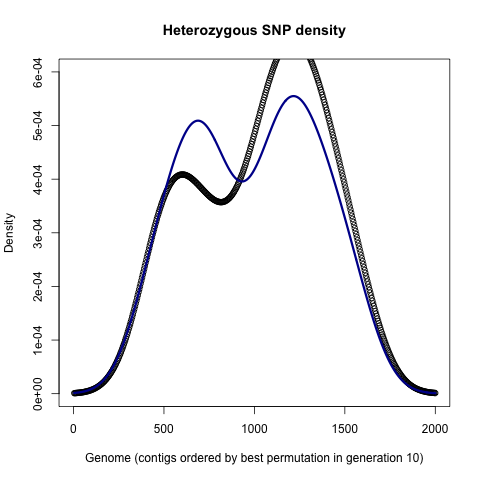 Heterozygous SNP density
Density
6e-04
5e-04
4e-04
3e-04
2e-04
1e-04
0e+00
0 500 1000 1500 2000
Genome (contigs ordered by best permutation in generation 10)